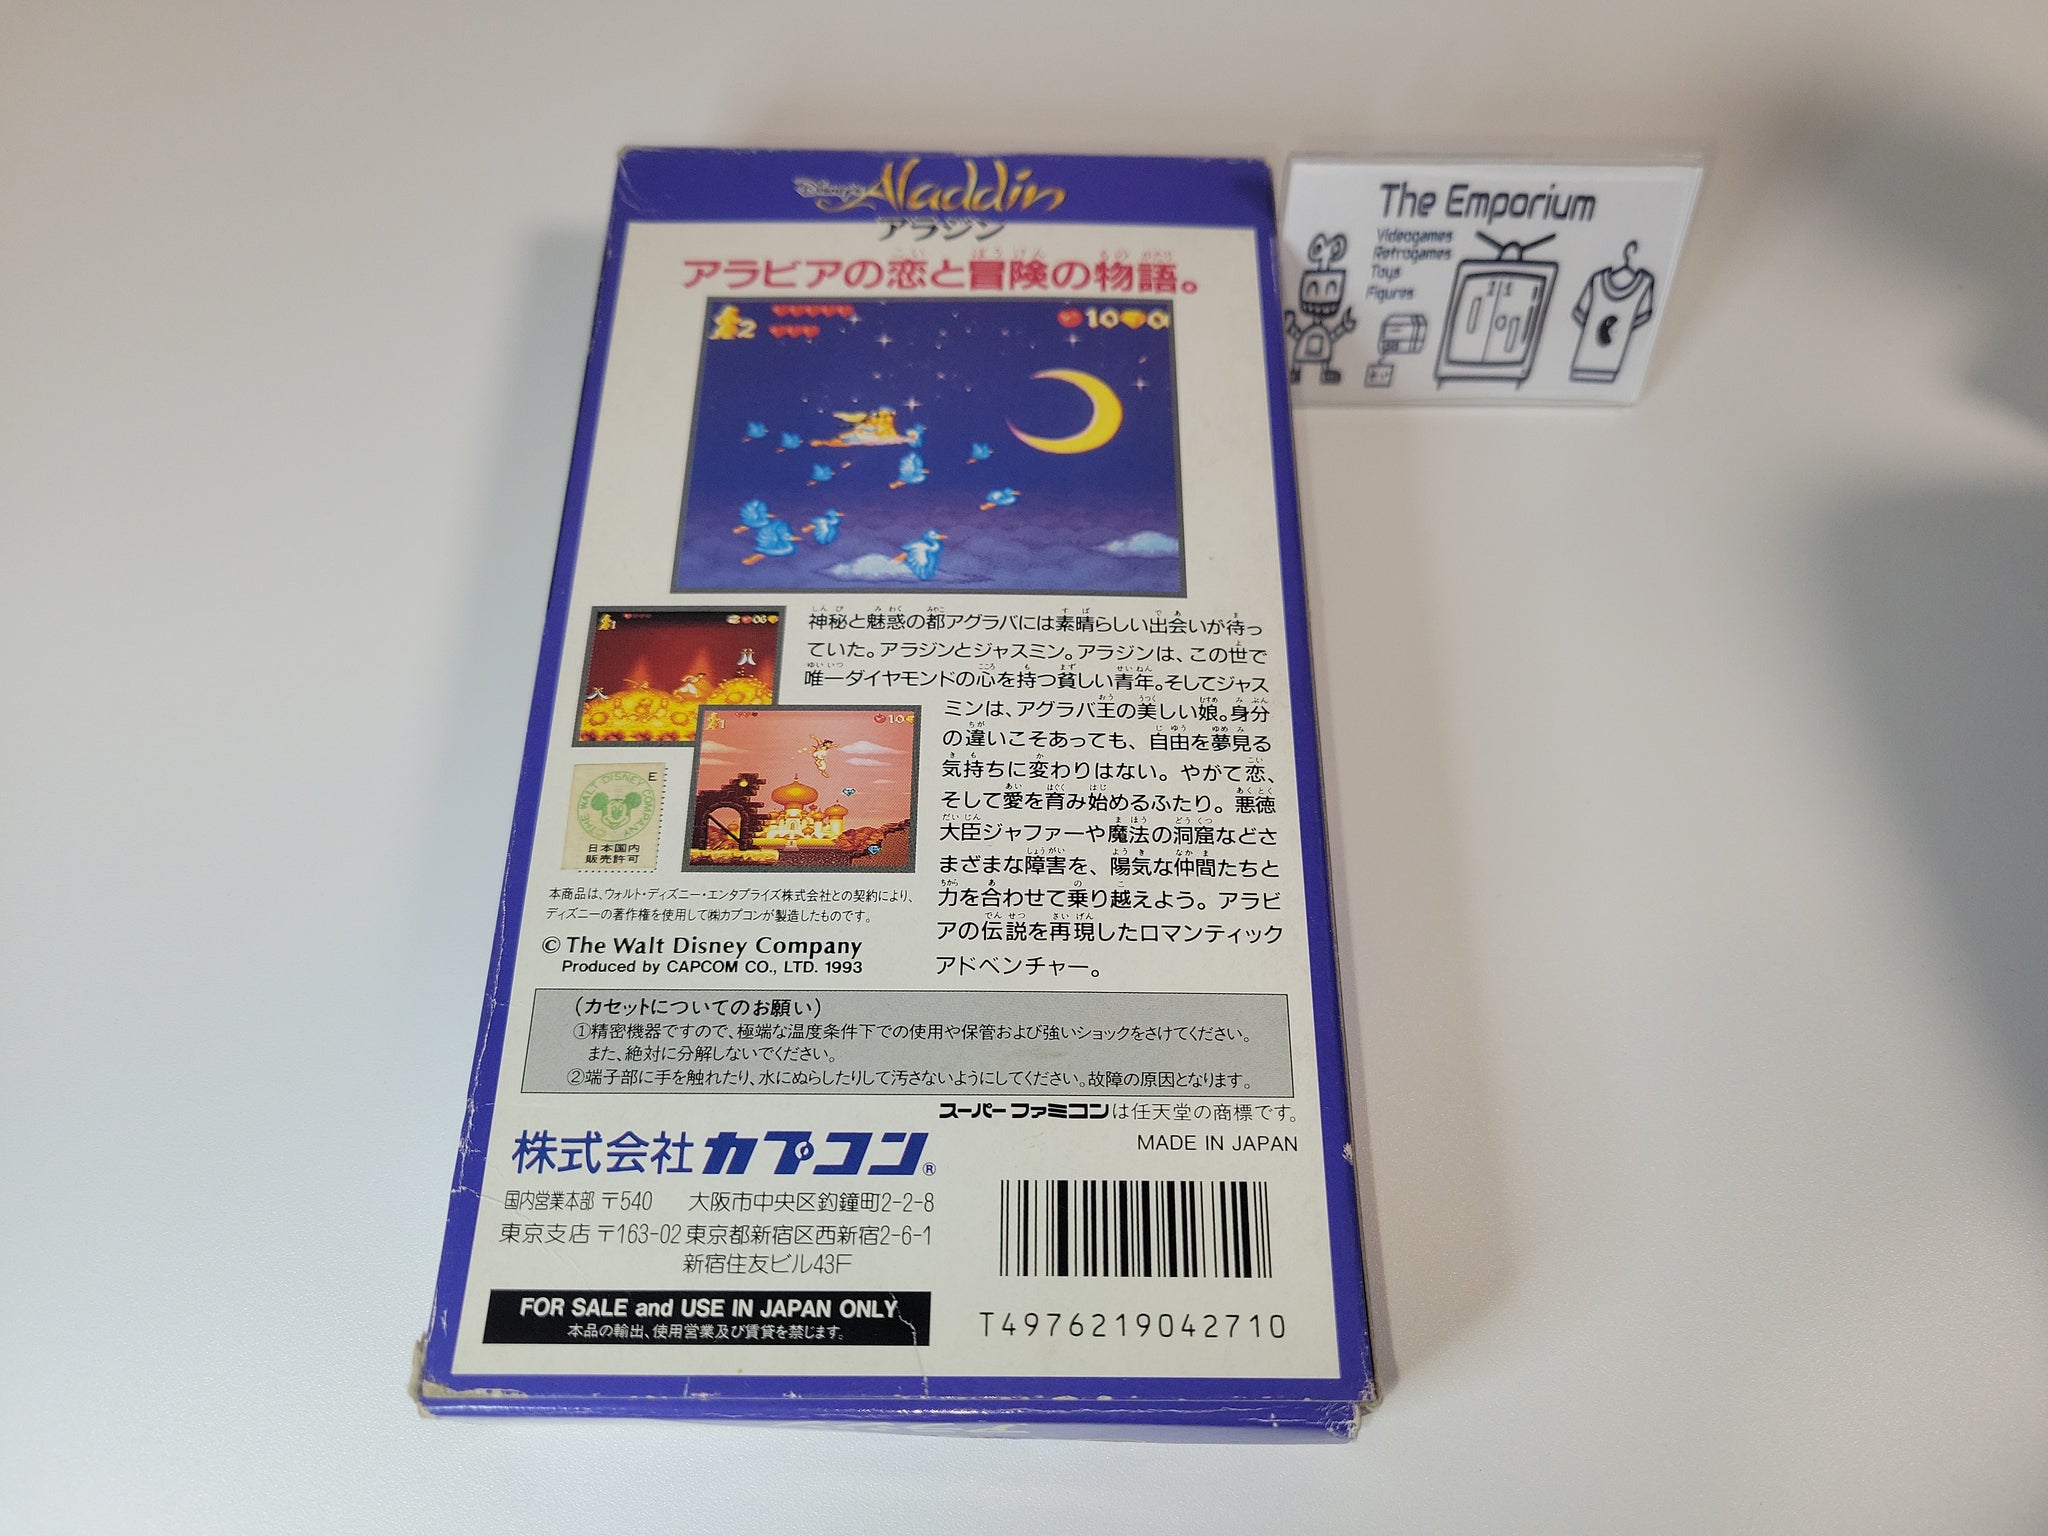 Disney's Aladdin
アラジン
アラビアの恋と冒険の物語。
2 10 0
神秘と魅惑の都アグラバには素晴らしい出会いが待っ
ていた。アラジンとジャスミン。アラジンは、この世で
唯一ダイヤモンドの心を持つ貧しい青年。そしてジャス
ミンは、アグラバ王の美しい娘。身分
の違いこそあっても、自由を夢見る
気持ちに変わりはない。やがて恋、
そして愛を育み始めるふたり。悪徳
大臣ジャファーや魔法の洞窟などさ
まざまな障害を、陽気な仲間たちと
力を合わせて乗り越えよう。アラビ
アの伝説を再現したロマンティック
アドベンチャー。
1 10
E
©THE WALT DISNEY COMPANY
日本国内
販売許可
本商品は、ウォルト・ディズニー・エンタプライズ株式会社との契約により、
ディズニーの著作権を使用して㈱カプコンが製造したものです。
© The Walt Disney Company
Produced by CAPCOM CO., LTD. 1993
(カセットについてのお願い)
①精密機器ですので、極端な温度条件下での使用や保管および強いショックをさけてください。
また、絶対に分解しないでください。
②端子部に手を触れたり、水にぬらしたりして汚さないようにしてください。故障の原因となります。
スーパーファミコンは任天堂の商標です。
MADE IN JAPAN
株式会社カプコン®
国内営業本部 〒540 大阪市中央区釣鐘町2-2-8
東京支店 〒163-02 東京都新宿区西新宿2-6-1
新宿住友ビル43F
FOR SALE and USE IN JAPAN ONLY
本品の輸出、使用営業及び賃貸を禁じます。
T4976219042710
The Emporium
Videogames
Retrogames
Toys
Figures